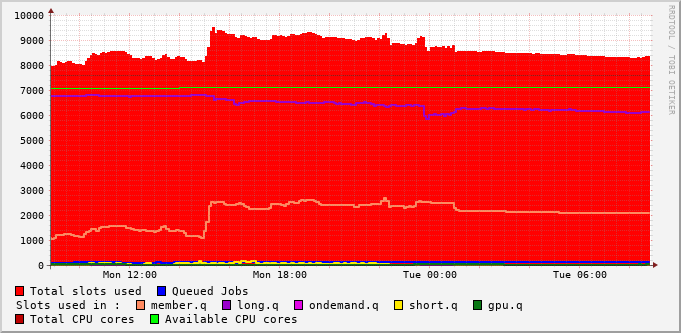 10000
9000
8000
7000
6000
5000
4000
3000
2000
1000
0
Mon 12:00 Mon 18:00 Tue 00:00 Tue 06:00
RRDTOOL / TOBI OETIKER
Total slots used Queued Jobs
Slots used in : member.q long.q ondemand.q short.q gpu.q
Total CPU cores Available CPU cores